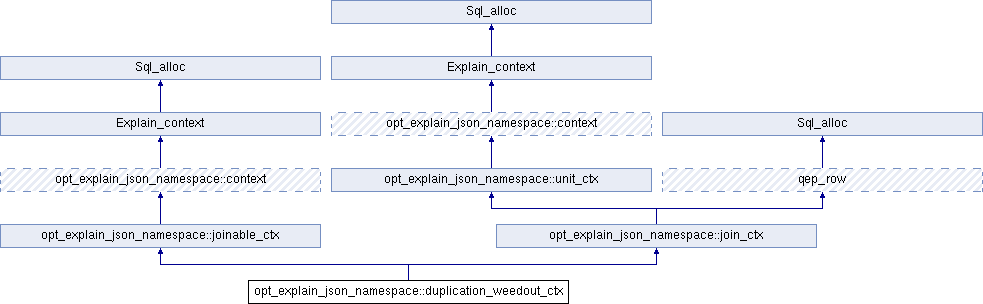 Sql_alloc
Sql_alloc
Explain_context
Explain_context
opt_explain_json_namespace::context
Sql_alloc
opt_explain_json_namespace::context
opt_explain_json_namespace::unit_ctx
qep_row
opt_explain_json_namespace::joinable_ctx
opt_explain_json_namespace::join_ctx
opt_explain_json_namespace::duplication_weedout_ctx